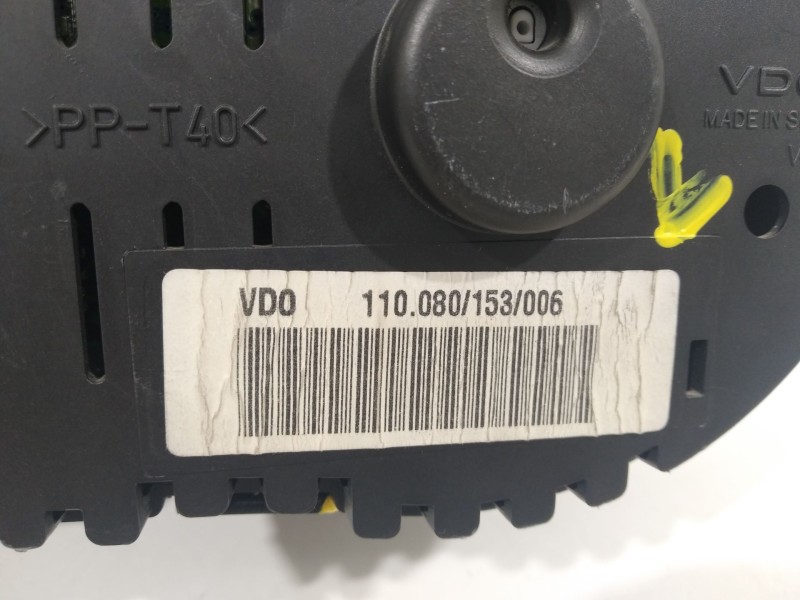 >PP-T40<
VDO
MADE IN
VDO 110.080/153/006